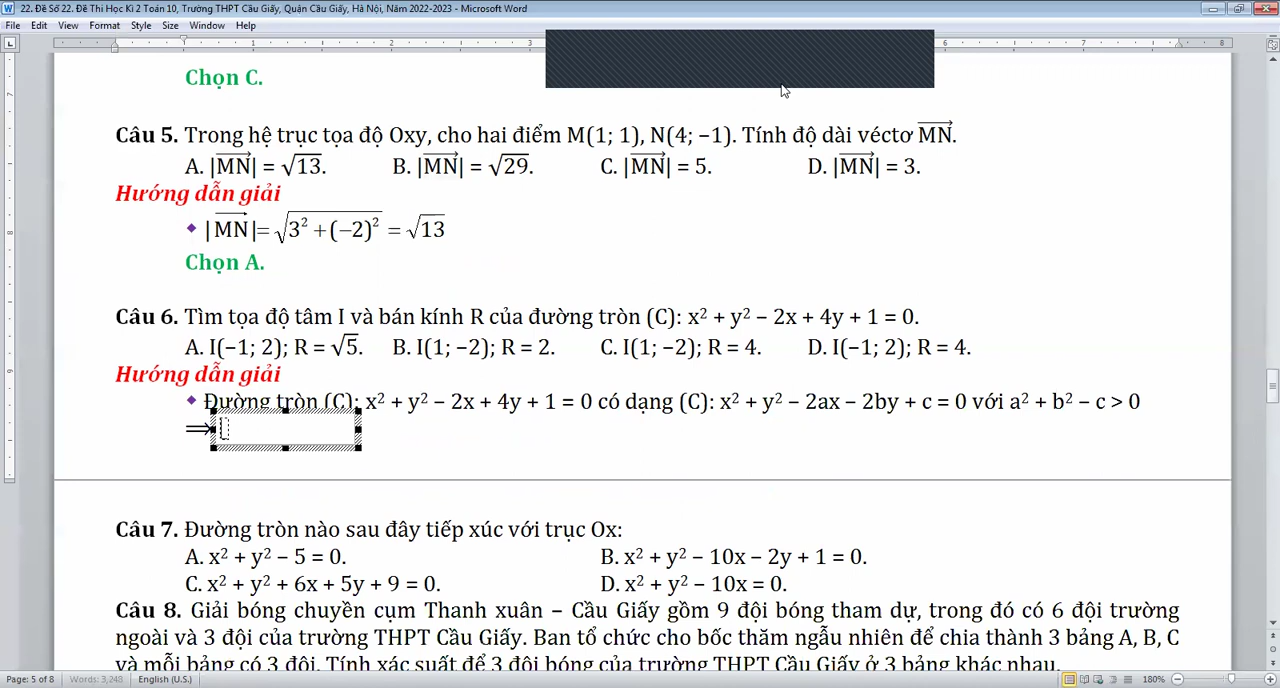 22. Đề Số 22. Đề Thi Học Kì 2 Toán 10, Trường THPT Cầu Giấy, Quận Cầu Giấy, Hà Nội, Năm 2022-2023 - Microsoft Word
File Edit View Format Style Size Window Help
1 2 3 6 7 8
Chọn C.
Câu 5. Trong hệ trục tọa độ Oxy, cho hai điểm M(1; 1), N(4; −1). Tính độ dài véctơ MN.
A. |MN| = √13. B. |MN| = √29. C. |MN| = 5. D. |MN| = 3.
Hướng dẫn giải
|MN|= √3² + (−2)² = √13
Chọn A.
Câu 6. Tìm tọa độ tâm I và bán kính R của đường tròn (C): x² + y² − 2x + 4y + 1 = 0.
A. I(−1; 2); R = √5. B. I(1; −2); R = 2. C. I(1; −2); R = 4. D. I(−1; 2); R = 4.
Hướng dẫn giải
Đường tròn (C): x² + y² − 2x + 4y + 1 = 0 có dạng (C): x² + y² − 2ax − 2by + c = 0 với a² + b² − c > 0
⟹
Câu 7. Đường tròn nào sau đây tiếp xúc với trục Ox:
A. x² + y² − 5 = 0. B. x² + y² − 10x − 2y + 1 = 0.
C. x² + y² + 6x + 5y + 9 = 0. D. x² + y² − 10x = 0.
Câu 8. Giải bóng chuyền cụm Thanh xuân – Cầu Giấy gồm 9 đội bóng tham dự, trong đó có 6 đội trường
ngoài và 3 đội của trường THPT Cầu Giấy. Ban tổ chức cho bốc thăm ngẫu nhiên để chia thành 3 bảng A, B, C
và mỗi bảng có 3 đội. Tính xác suất để 3 đội bóng của trường THPT Cầu Giấy ở 3 bảng khác nhau.
Page: 5 of 8 Words: 3,248 English (U.S.) 180%